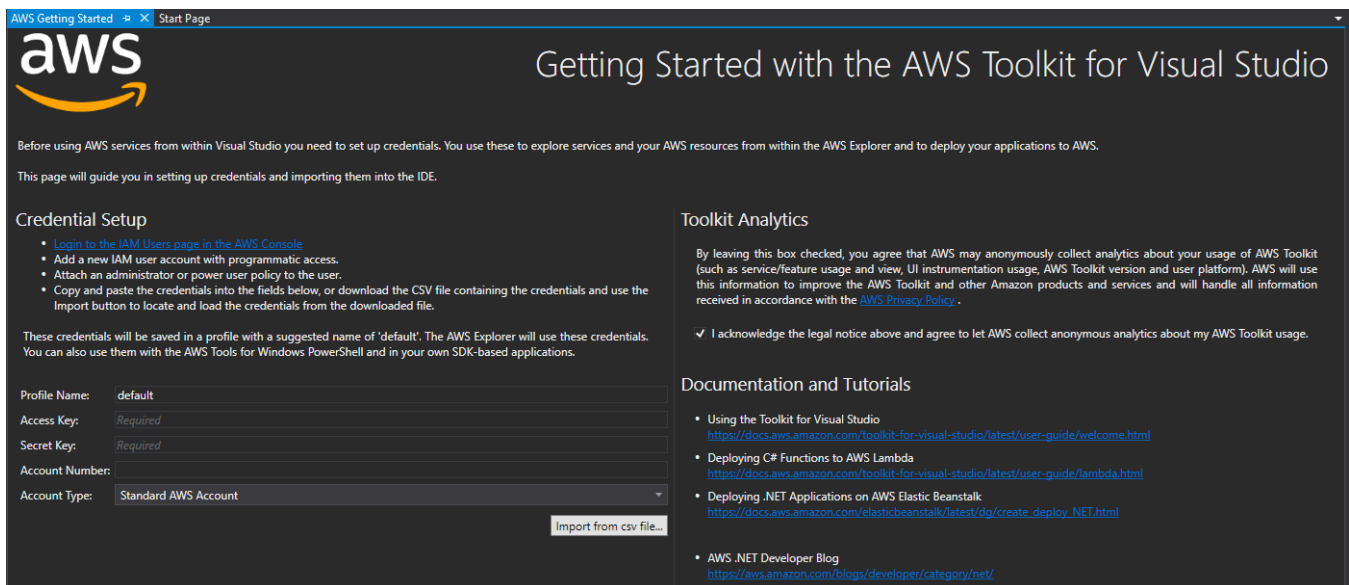 AWS Getting Started
Start Page
aws
Getting Started with the AWS Toolkit for Visual Studio
Before using AWS services from within Visual Studio you need to set up credentials. You use these to explore services and your AWS resources from within the AWS Explorer and to deploy your applications to AWS.
This page will guide you in setting up credentials and importing them into the IDE.
Credential Setup
• Login to the IAM Users page in the AWS Console
• Add a new IAM user account with programmatic access.
• Attach an administrator or power user policy to the user.
• Copy and paste the credentials into the fields below, or download the CSV file containing the credentials and use the
Import button to locate and load the credentials from the downloaded file.
These credentials will be saved in a profile with a suggested name of 'default'. The AWS Explorer will use these credentials.
You can also use them with the AWS Tools for Windows PowerShell and in your own SDK-based applications.
Profile Name: default
Access Key: Required
Secret Key: Required
Account Number:
Account Type: Standard AWS Account
Import from csv file...
Toolkit Analytics
By leaving this box checked, you agree that AWS may anonymously collect analytics about your usage of AWS Toolkit
(such as service/feature usage and view, UI instrumentation usage, AWS Toolkit version and user platform). AWS will use
this information to improve the AWS Toolkit and other Amazon products and services and will handle all information
received in accordance with the AWS Privacy Policy .
I acknowledge the legal notice above and agree to let AWS collect anonymous analytics about my AWS Toolkit usage.
Documentation and Tutorials
• Using the Toolkit for Visual Studio
https://docs.aws.amazon.com/toolkit-for-visual-studio/latest/user-guide/welcome.html
• Deploying C# Functions to AWS Lambda
https://docs.aws.amazon.com/toolkit-for-visual-studio/latest/user-guide/lambda.html
• Deploying .NET Applications on AWS Elastic Beanstalk
https://docs.aws.amazon.com/elasticbeanstalk/latest/dg/create_deploy_NET.html
• AWS .NET Developer Blog
https://aws.amazon.com/blogs/developer/category/net/